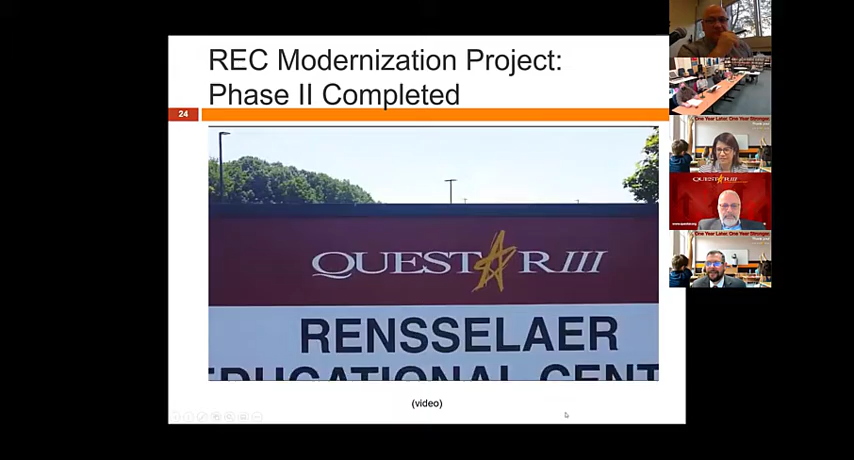 REC Modernization Project:
Phase II Completed
24
QUESTAR III
RENSSELAER
EDUCATIONAL CENT
(video)
One Year Later, One Year Stronger
QUESTAR III
One Year Later, One Year Stronger